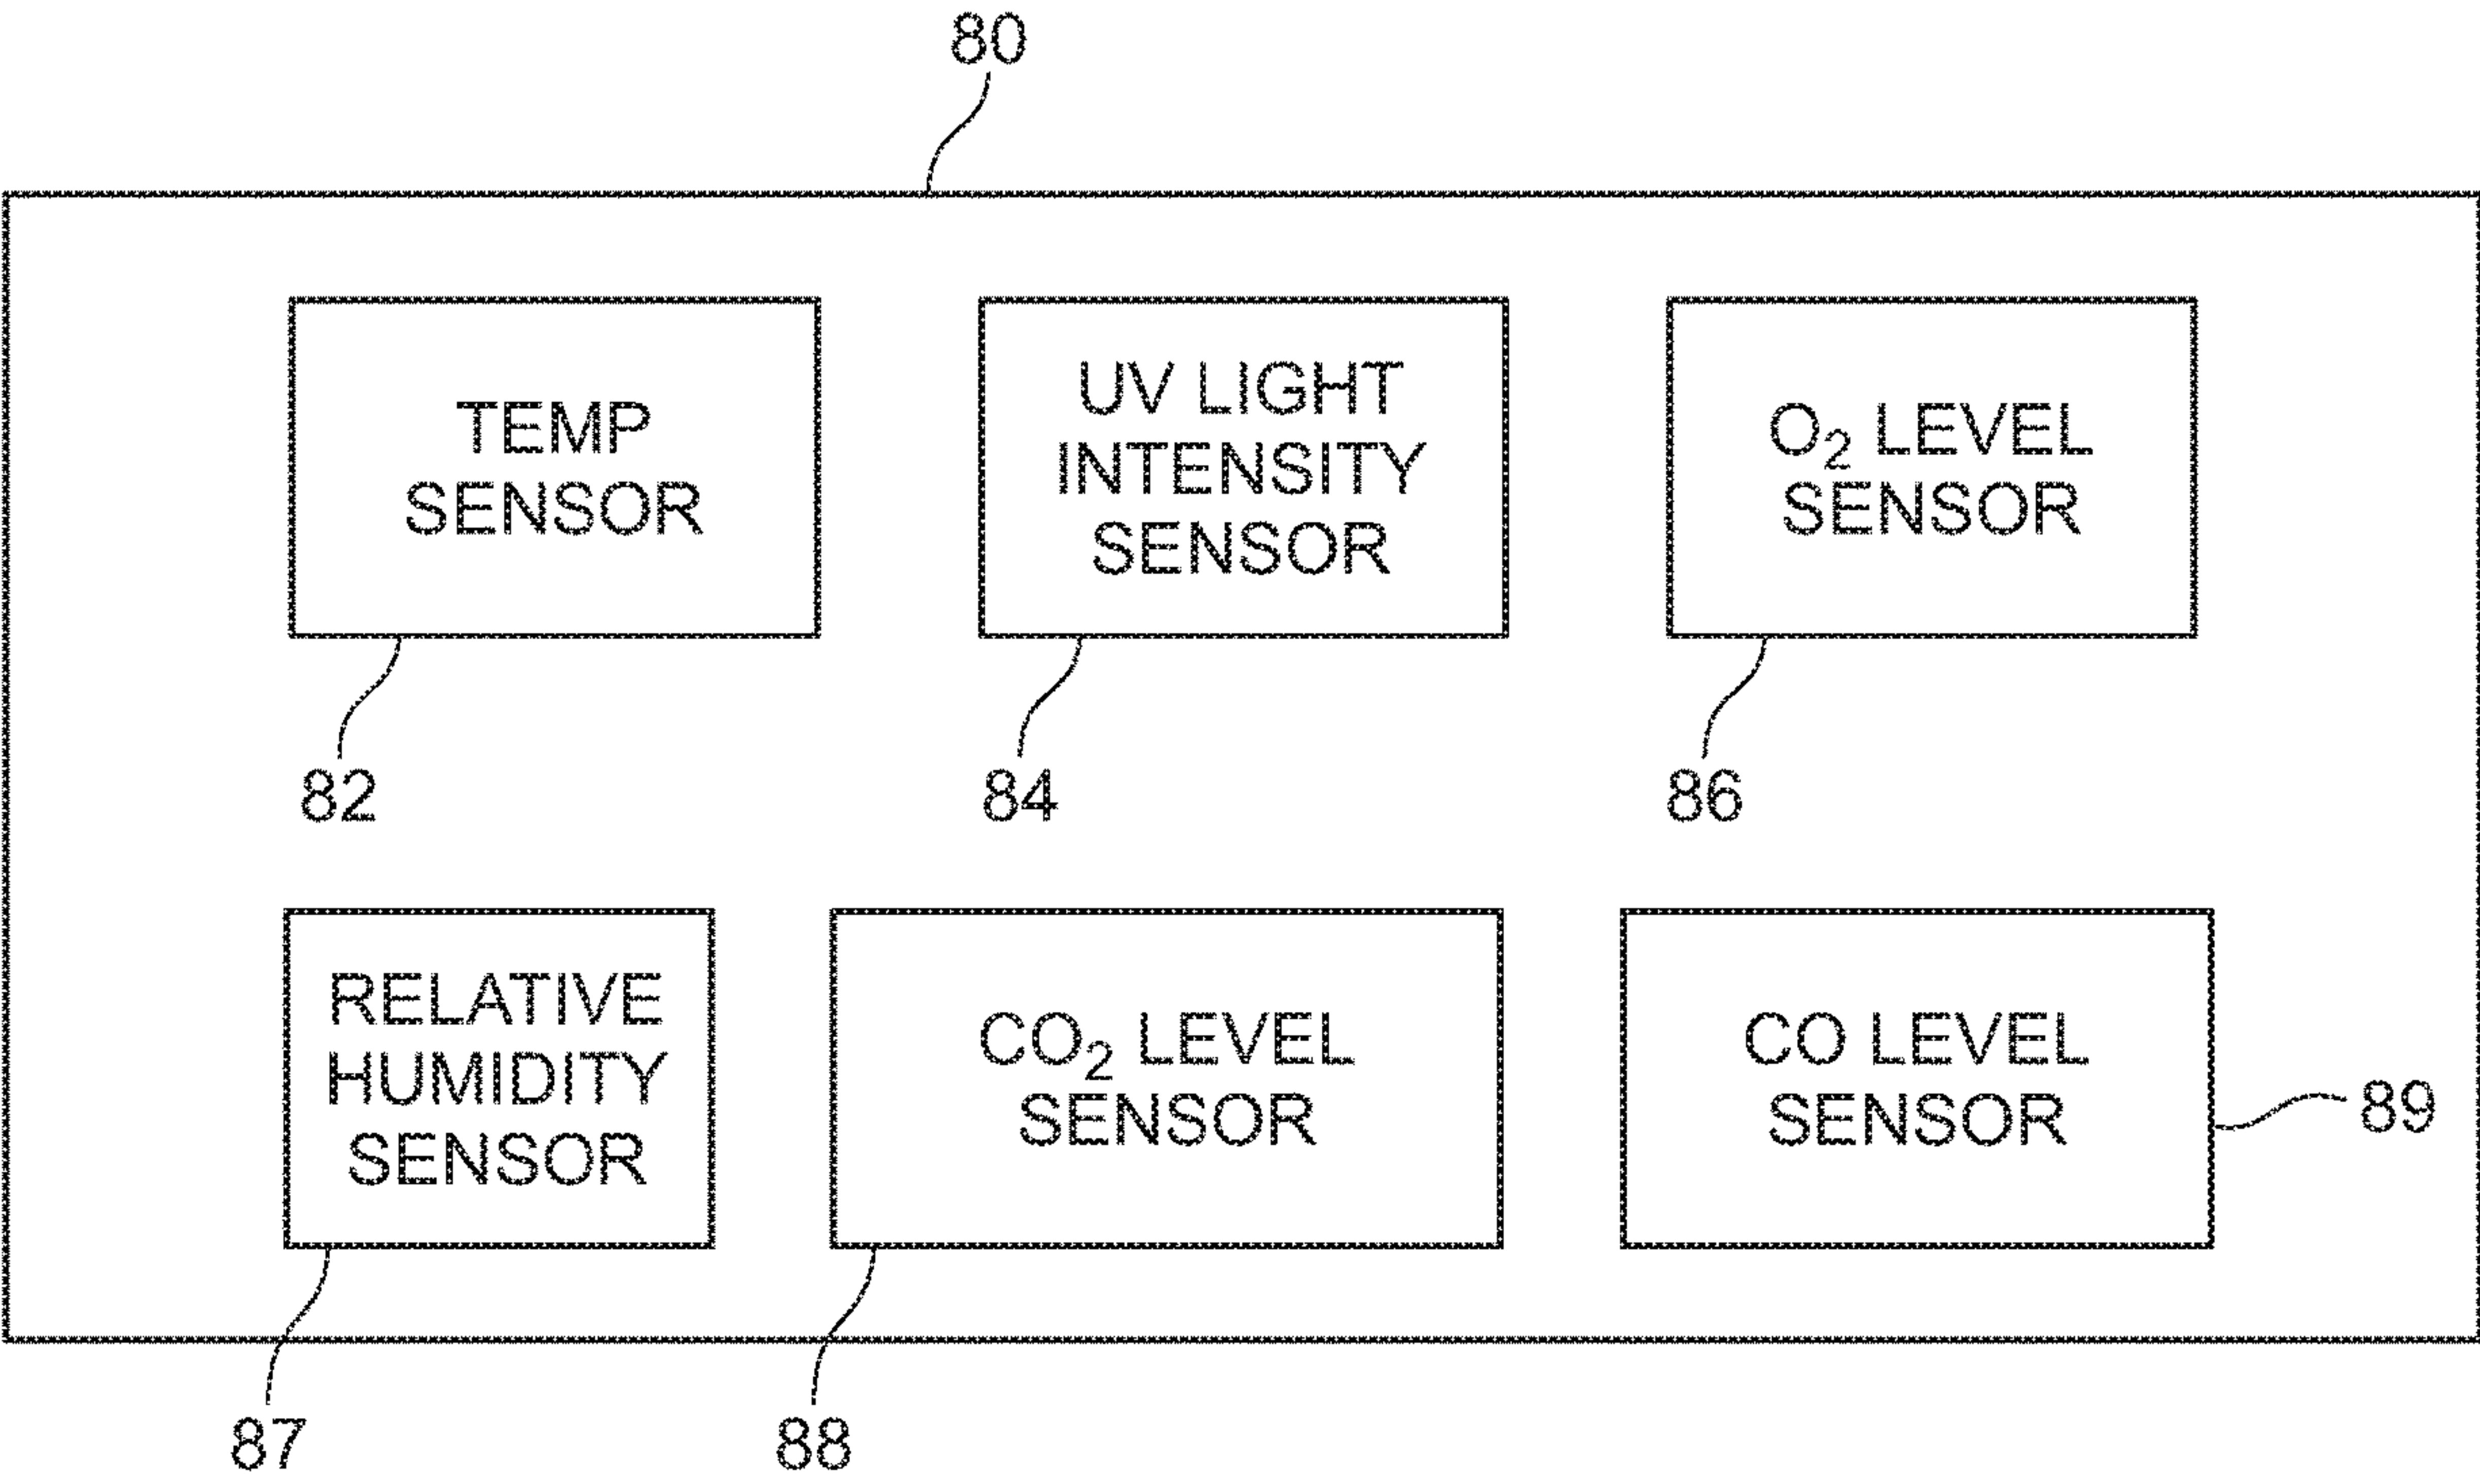 80
TEMP
SENSOR
UV LIGHT
INTENSITY
SENSOR
O₂ LEVEL
SENSOR
82
84
86
RELATIVE
HUMIDITY
SENSOR
CO₂ LEVEL
SENSOR
CO LEVEL
SENSOR
89
87
88